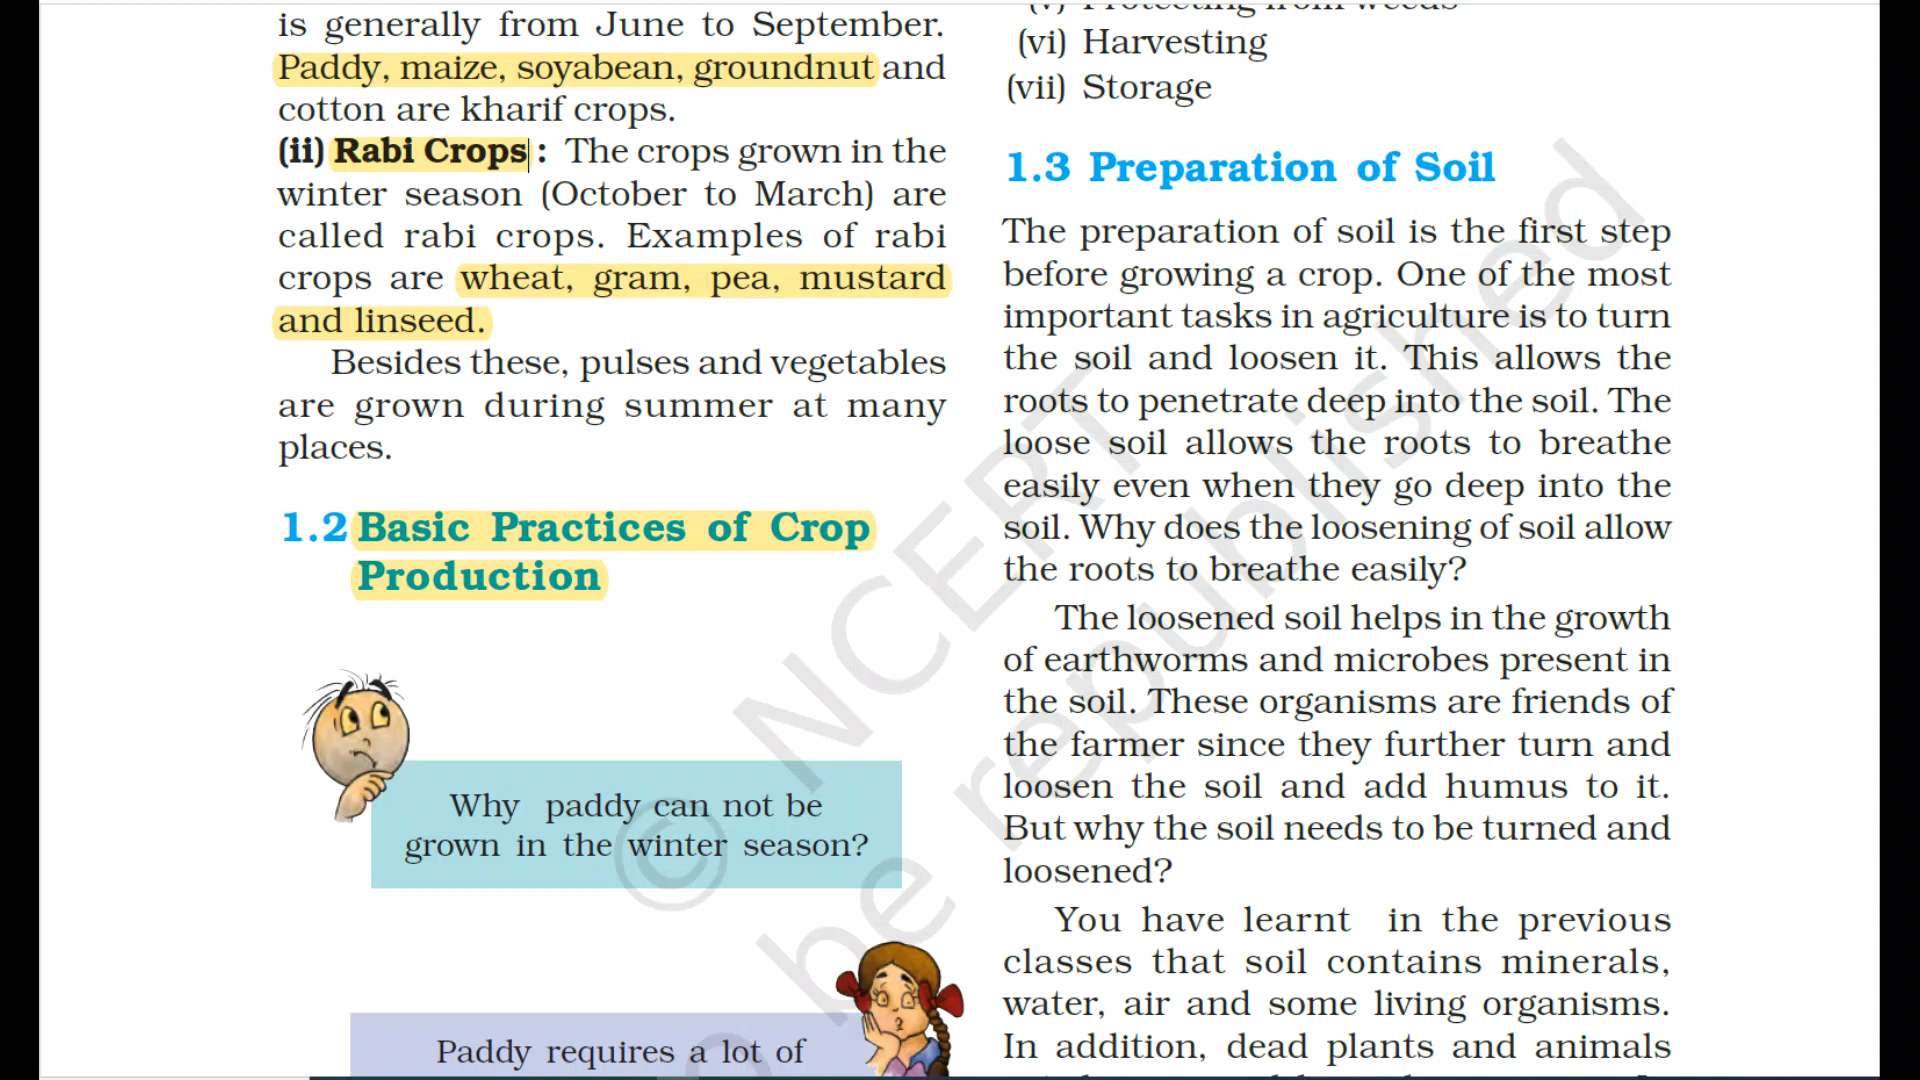 is generally from June to September.
Paddy, maize, soyabean, groundnut and
cotton are kharif crops.
(ii) Rabi Crops : The crops grown in the
winter season (October to March) are
called rabi crops. Examples of rabi
crops are wheat, gram, pea, mustard
and linseed.
Besides these, pulses and vegetables
are grown during summer at many
places.
1.2 Basic Practices of Crop
Production
Why paddy can not be
grown in the winter season?
Paddy requires a lot of
(v) Protecting from weeds
(vi) Harvesting
(vii) Storage
1.3 Preparation of Soil
The preparation of soil is the first step
before growing a crop. One of the most
important tasks in agriculture is to turn
the soil and loosen it. This allows the
roots to penetrate deep into the soil. The
loose soil allows the roots to breathe
easily even when they go deep into the
soil. Why does the loosening of soil allow
the roots to breathe easily?
The loosened soil helps in the growth
of earthworms and microbes present in
the soil. These organisms are friends of
the farmer since they further turn and
loosen the soil and add humus to it.
But why the soil needs to be turned and
loosened?
You have learnt in the previous
classes that soil contains minerals,
water, air and some living organisms.
In addition, dead plants and animals
© NCERT
be republished